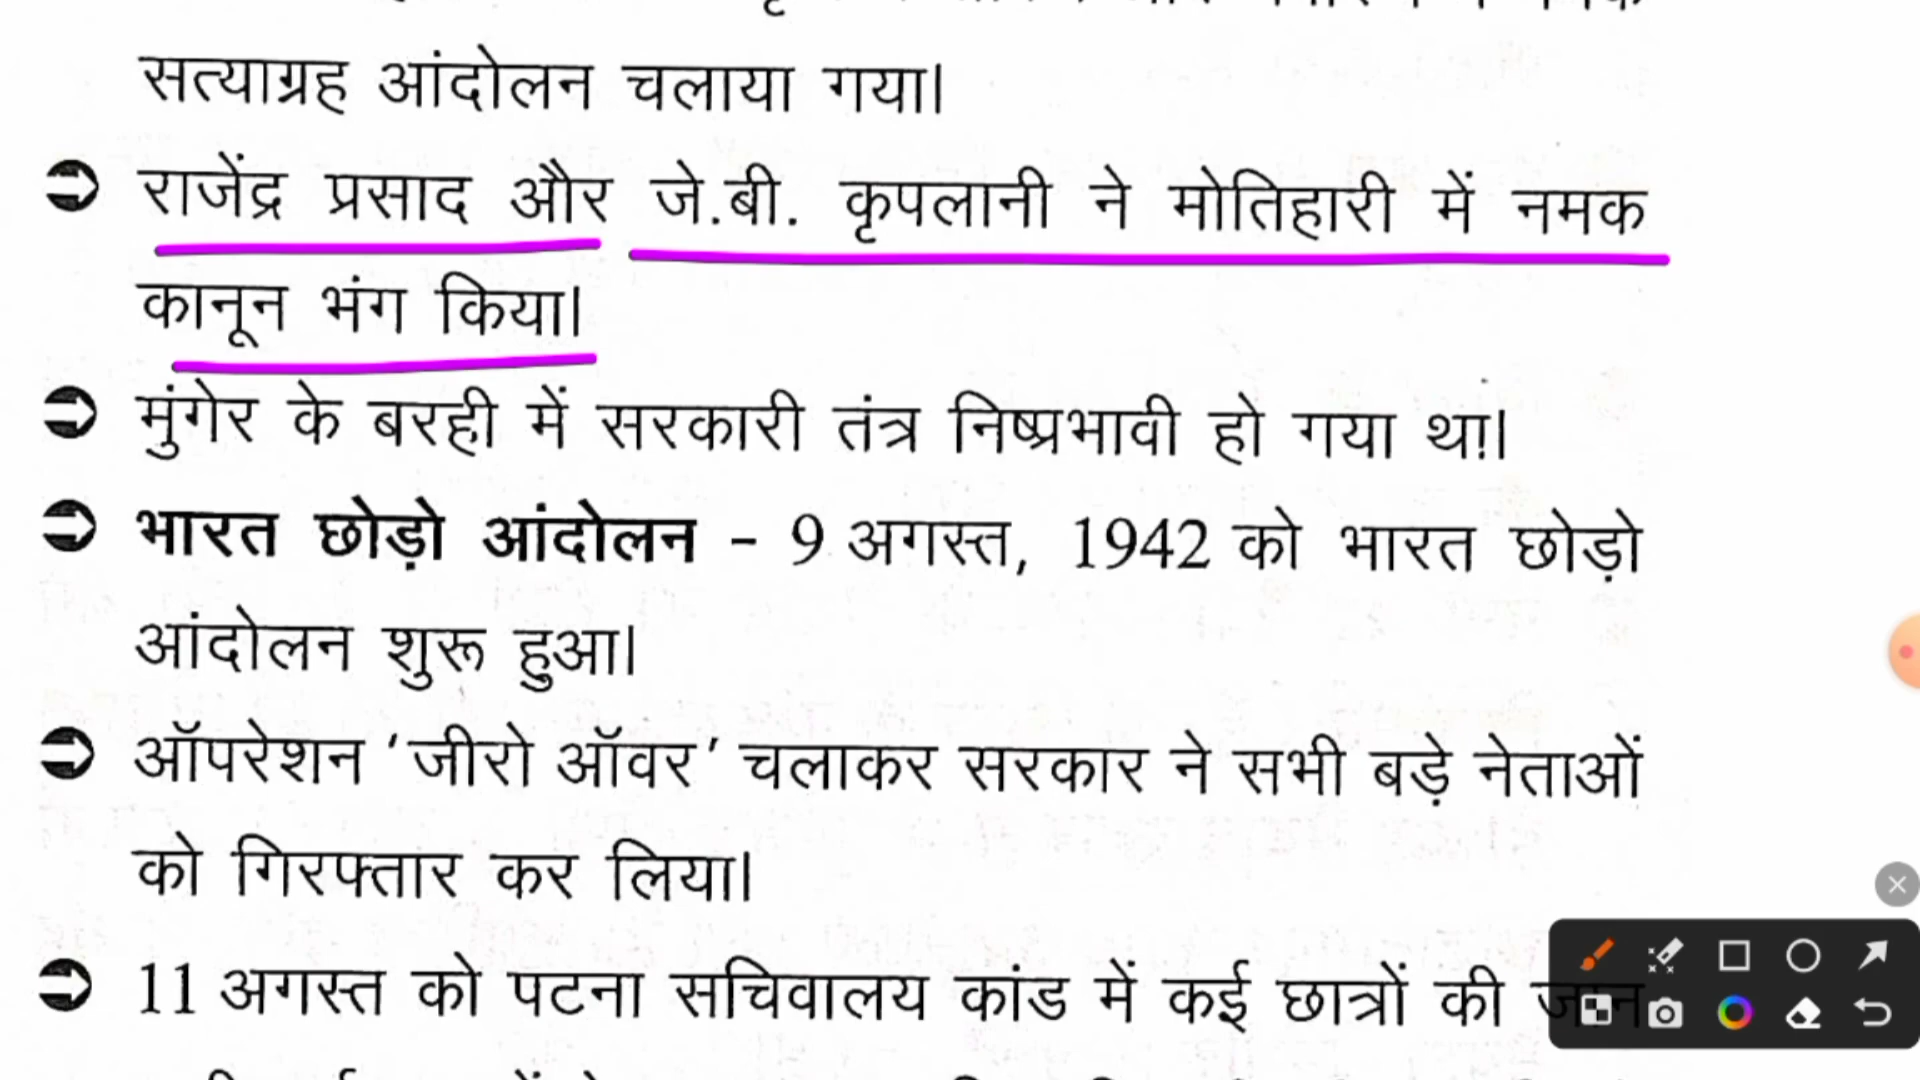 सत्याग्रह आंदोलन चलाया गया।
राजेंद्र प्रसाद और जे.बी. कृपलानी ने मोतिहारी में नमक
कानून भंग किया।
मुंगेर के बरही में सरकारी तंत्र निष्प्रभावी हो गया था।
भारत छोड़ो आंदोलन - 9 अगस्त, 1942 को भारत छोड़ो
आंदोलन शुरू हुआ।
ऑपरेशन 'जीरो ऑवर' चलाकर सरकार ने सभी बड़े नेताओं
को गिरफ्तार कर लिया।
11 अगस्त को पटना सचिवालय कांड में कई छात्रों की जान